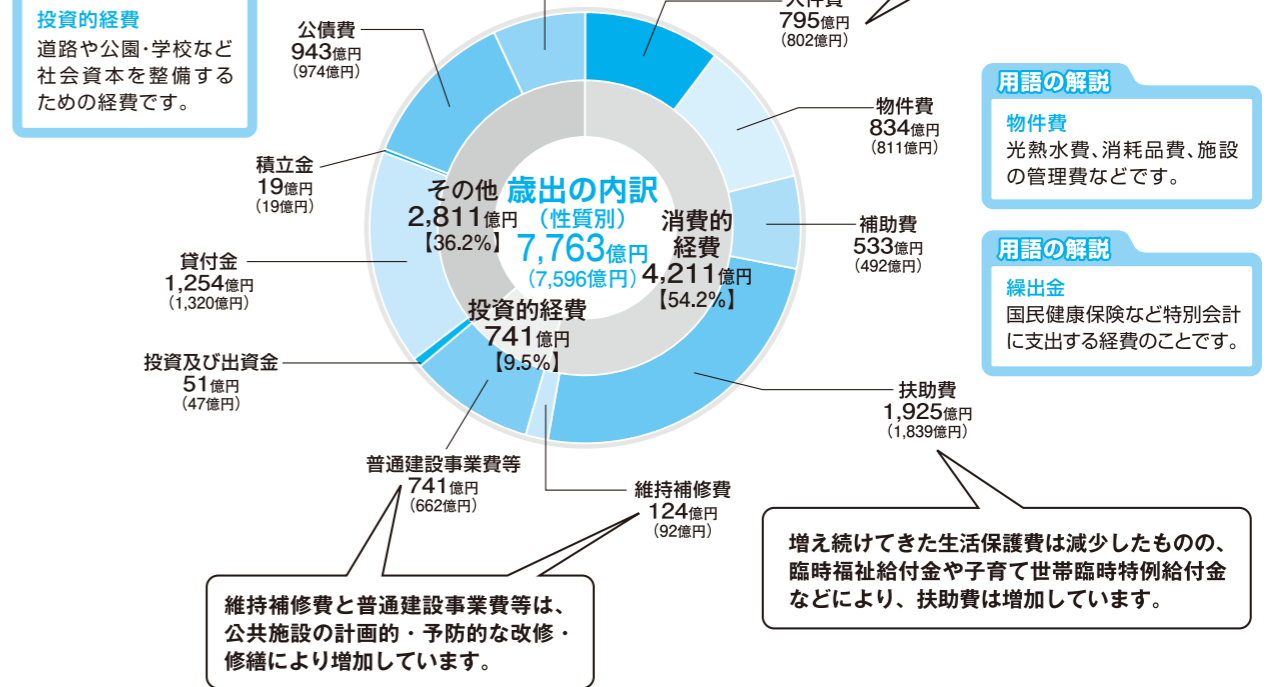 投資的経費
道路や公園・学校など
社会資本を整備する
ための経費です。
公債費
943億円
(974億円)
795億円
(802億円)
物件費
834億円
(811億円)
補助費
533億円
(492億円)
扶助費
1,925億円
(1,839億円)
維持補修費
124億円
(92億円)
普通建設事業費等
741億円
(662億円)
投資及び出資金
51億円
(47億円)
貸付金
1,254億円
(1,320億円)
積立金
19億円
(19億円)
歳出の内訳
(性質別)
7,763億円
(7,596億円)
その他
2,811億円
【36.2%】
消費的
経費
4,211億円
【54.2%】
投資的経費
741億円
【9.5%】
用語の解説
物件費
光熱水費、消耗品費、施設
の管理費などです。
用語の解説
繰出金
国民健康保険など特別会計
に支出する経費のことです。
維持補修費と普通建設事業費等は、
公共施設の計画的・予防的な改修・
修繕により増加しています。
増え続けてきた生活保護費は減少したものの、
臨時福祉給付金や子育て世帯臨時特例給付金
などにより、扶助費は増加しています。